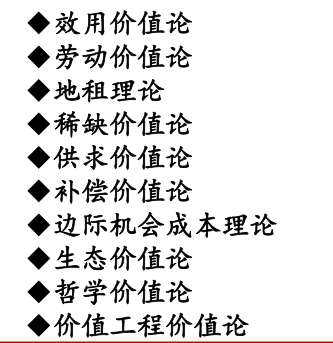 ◆效用价值论
◆劳动价值论
◆地租理论
◆稀缺价值论
◆供求价值论
◆补偿价值论
◆边际机会成本理论
◆生态价值论
◆哲学价值论
◆价值工程价值论